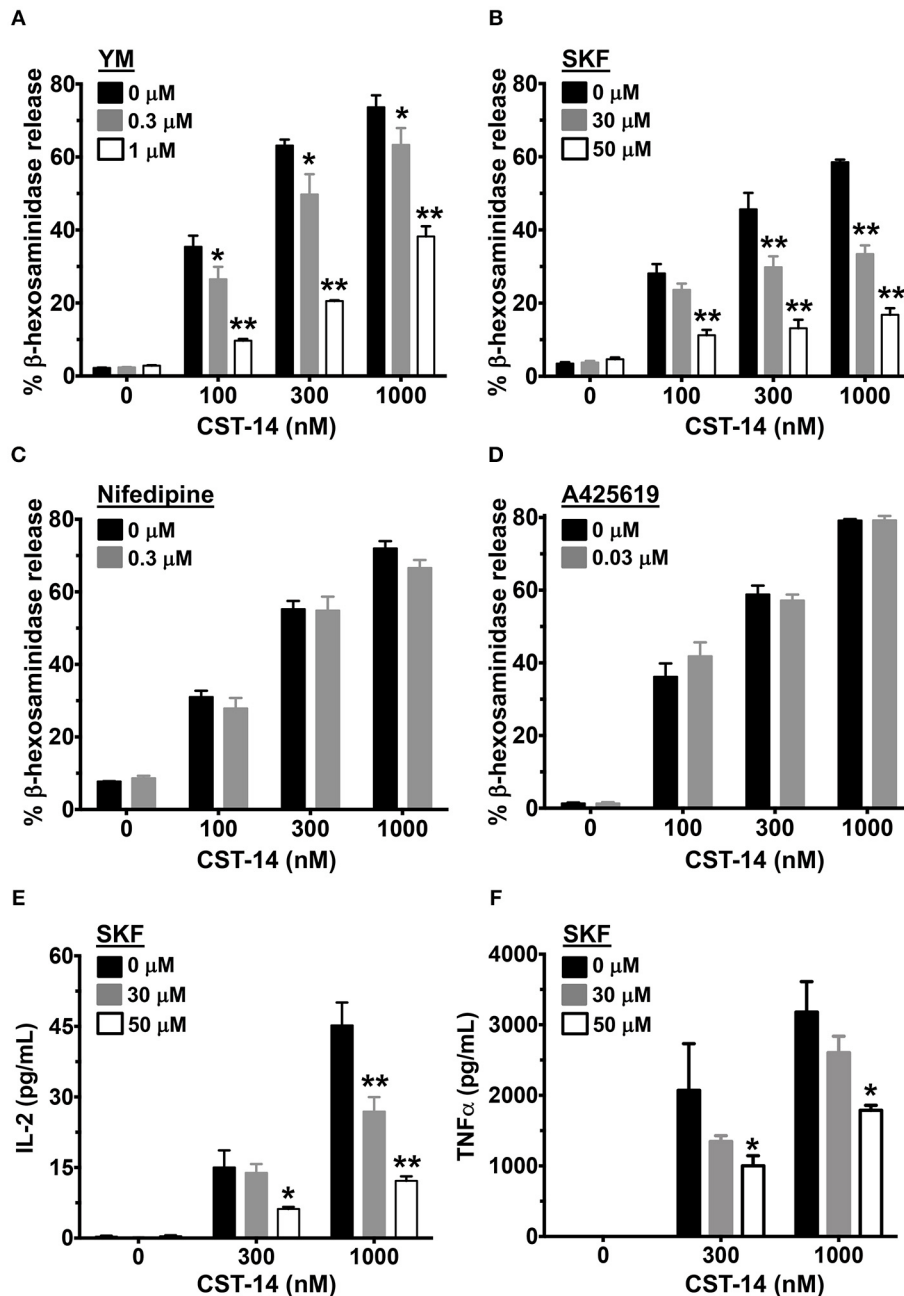 A
YM
0 μM
0.3 μM
1 μM
% β-hexosaminidase release
80
60
40
20
0
* ** * ** * **
0 100 300 1000
CST-14 (nM)
B
SKF
0 μM
30 μM
50 μM
% β-hexosaminidase release
80
60
40
20
0
** ** ** ** **
0 100 300 1000
CST-14 (nM)
C
Nifedipine
0 μM
0.3 μM
% β-hexosaminidase release
80
60
40
20
0
0 100 300 1000
CST-14 (nM)
D
A425619
0 μM
0.03 μM
% β-hexosaminidase release
80
60
40
20
0
0 100 300 1000
CST-14 (nM)
E
SKF
0 μM
30 μM
50 μM
IL-2 (pg/mL)
60
45
30
15
0
* ** **
0 300 1000
CST-14 (nM)
F
SKF
0 μM
30 μM
50 μM
TNFα (pg/mL)
4000
3000
2000
1000
0
* *
0 300 1000
CST-14 (nM)